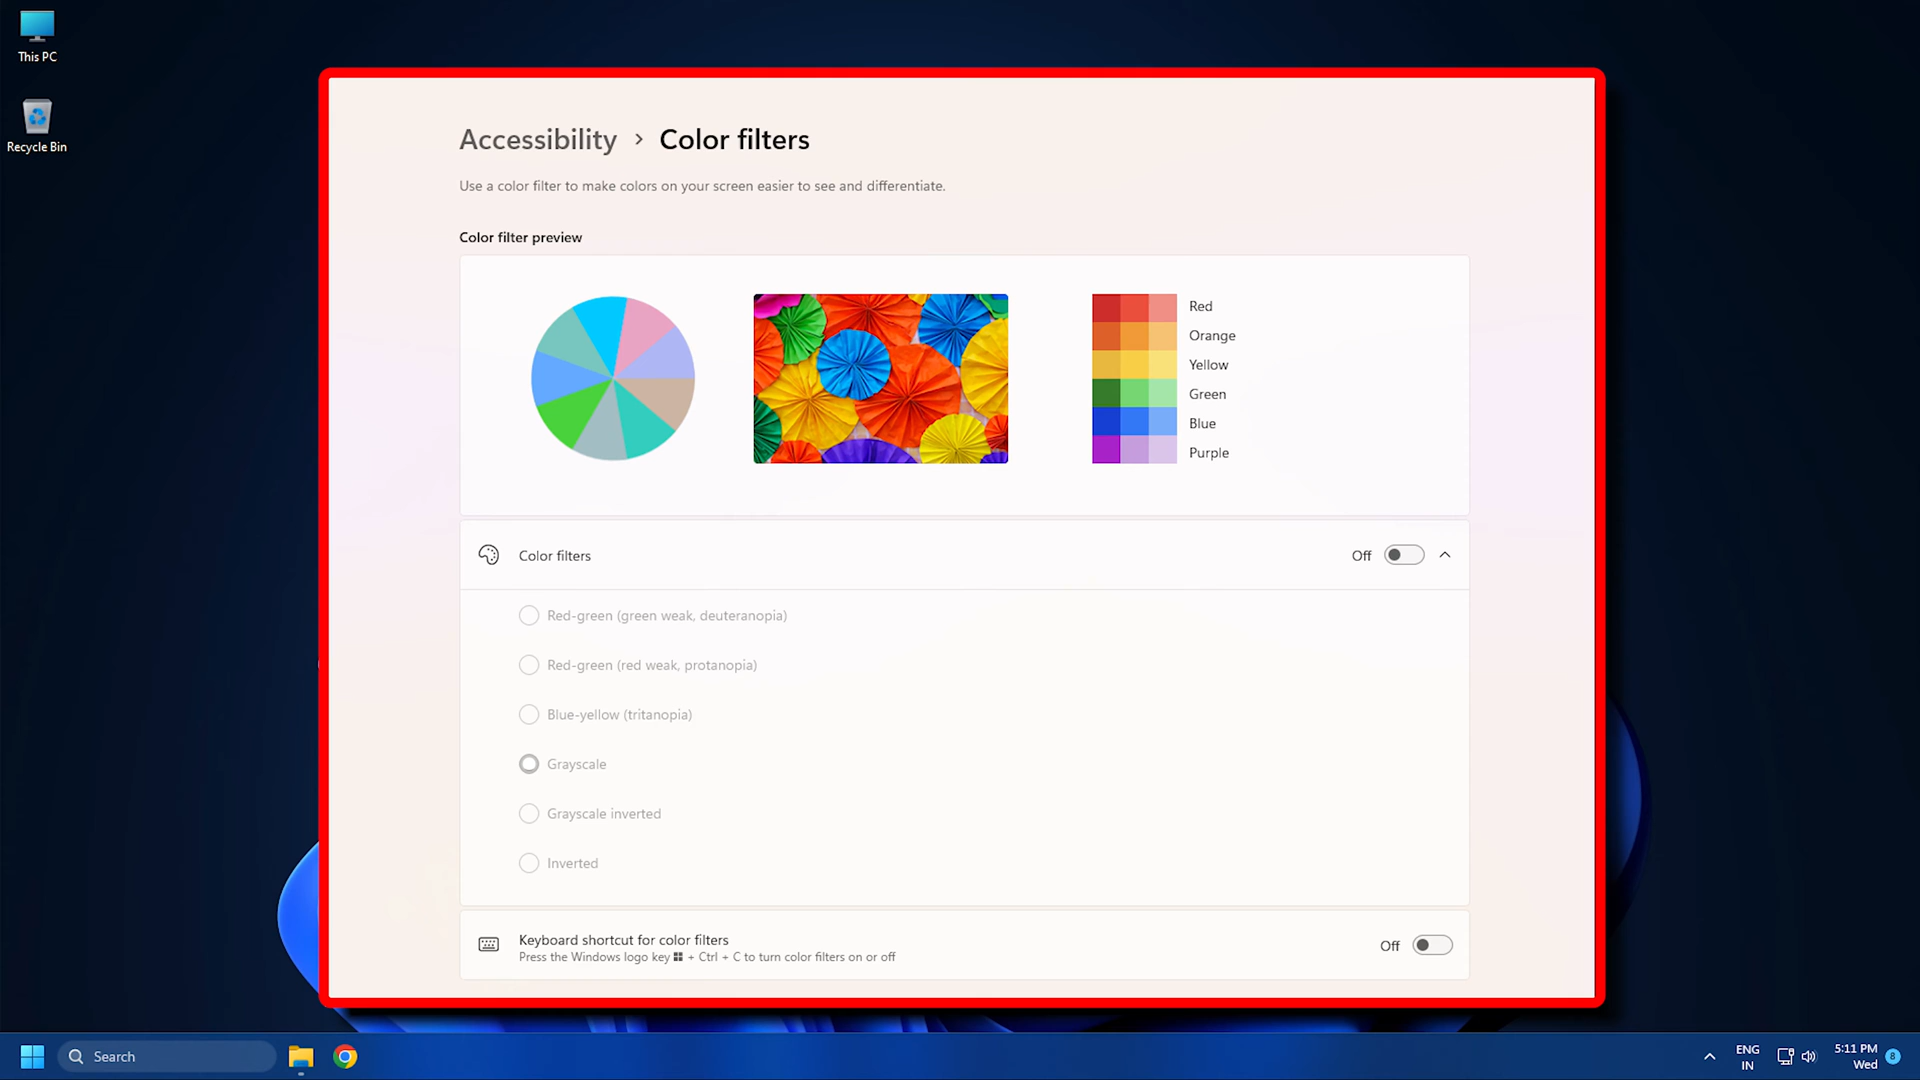 This PC
Recycle Bin
Accessibility > Color filters
Use a color filter to make colors on your screen easier to see and differentiate.
Color filter preview
Red
Orange
Yellow
Green
Blue
Purple
Color filters
Off
Red-green (green weak, deuteranopia)
Red-green (red weak, protanopia)
Blue-yellow (tritanopia)
Grayscale
Grayscale inverted
Inverted
Keyboard shortcut for color filters
Press the Windows logo key + Ctrl + C to turn color filters on or off
Off
Search
ENG
IN
5:11 PM
Wed
8